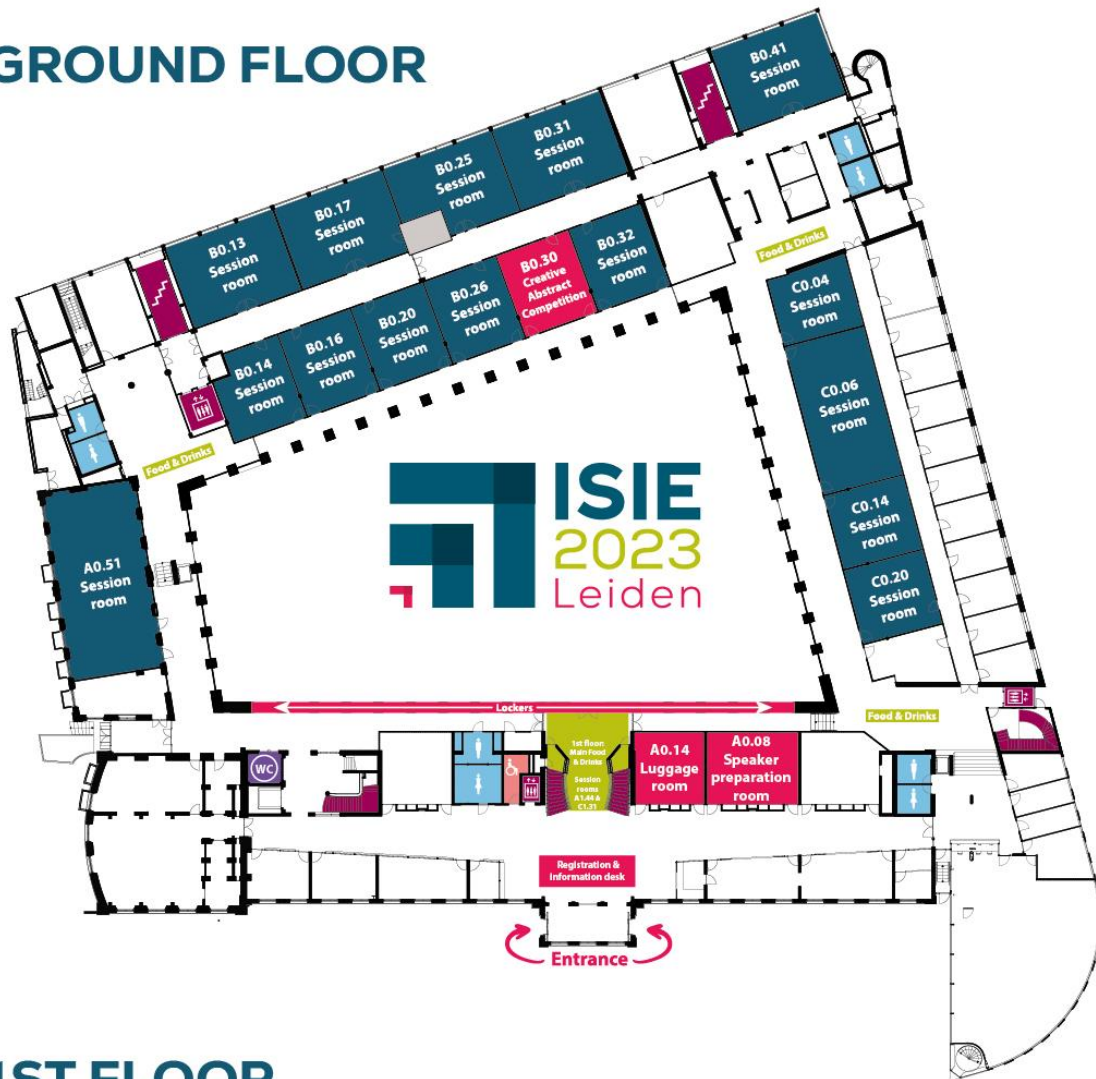 GROUND FLOOR
B0.41
Session
room
B0.31
Session
room
B0.25
Session
room
B0.17
Session
room
B0.13
Session
room
B0.32
Session
room
B0.30
Creative
Abstract
Competition
B0.26
Session
room
B0.20
Session
room
B0.16
Session
room
B0.14
Session
room
Food & Drinks
C0.04
Session
room
C0.06
Session
room
C0.14
Session
room
C0.20
Session
room
Food & Drinks
A0.51
Session
room
ISIE
2023
Leiden
Lockers
Food & Drinks
WC
1st floor:
Main Food
& Drinks
Session
rooms
A1.44 &
C1.31
A0.14
Luggage
room
A0.08
Speaker
preparation
room
Registration &
information desk
Entrance
1ST FLOOR